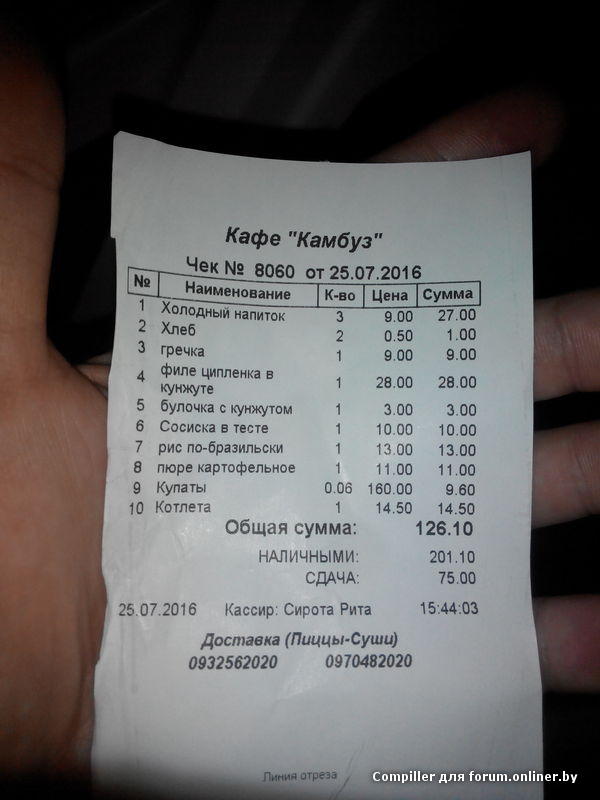 Кафе "Камбуз"
Чек № 8060 от 25.07.2016
№ Наименование К-во Цена Сумма
1 Холодный напиток 3 9.00 27.00
2 Хлеб 2 0.50 1.00
3 гречка 1 9.00 9.00
4 филе ципленка в кунжуте 1 28.00 28.00
5 булочка с кунжутом 1 3.00 3.00
6 Сосиска в тесте 1 10.00 10.00
7 рис по-бразильски 1 13.00 13.00
8 пюре картофельное 1 11.00 11.00
9 Купаты 0.06 160.00 9.60
10 Котлета 1 14.50 14.50
Общая сумма: 126.10
НАЛИЧНЫМИ: 201.10
СДАЧА: 75.00
25.07.2016 Кассир: Сирота Рита 15:44:03
Доставка (Пиццы-Суши)
0932562020 0970482020
Линия отреза
Compiller для forum.onliner.by